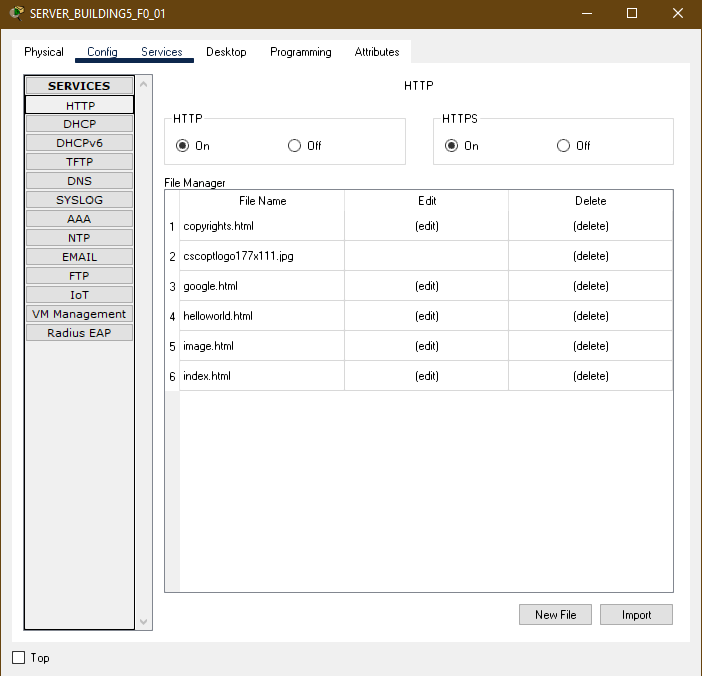 SERVER_BUILDING5_F0_01
Physical Config Services Desktop Programming Attributes
SERVICES
HTTP
DHCP
DHCPv6
TFTP
DNS
SYSLOG
AAA
NTP
EMAIL
FTP
IoT
VM Management
Radius EAP
HTTP
HTTP
On Off
HTTPS
On Off
File Manager
File Name Edit Delete
1 copyrights.html (edit) (delete)
2 cscoptlogo177x111.jpg (delete)
3 google.html (edit) (delete)
4 helloworld.html (edit) (delete)
5 image.html (edit) (delete)
6 index.html (edit) (delete)
New File Import
Top